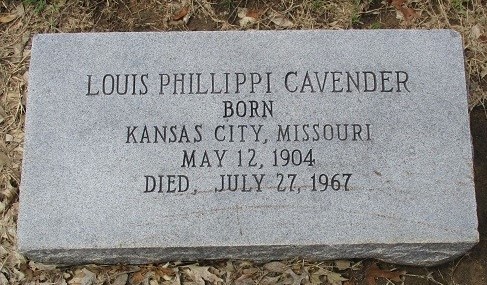 LOUIS PHILLIPPI CAVENDER
BORN
KANSAS CITY, MISSOURI
MAY 12, 1904
DIED, JULY 27, 1967